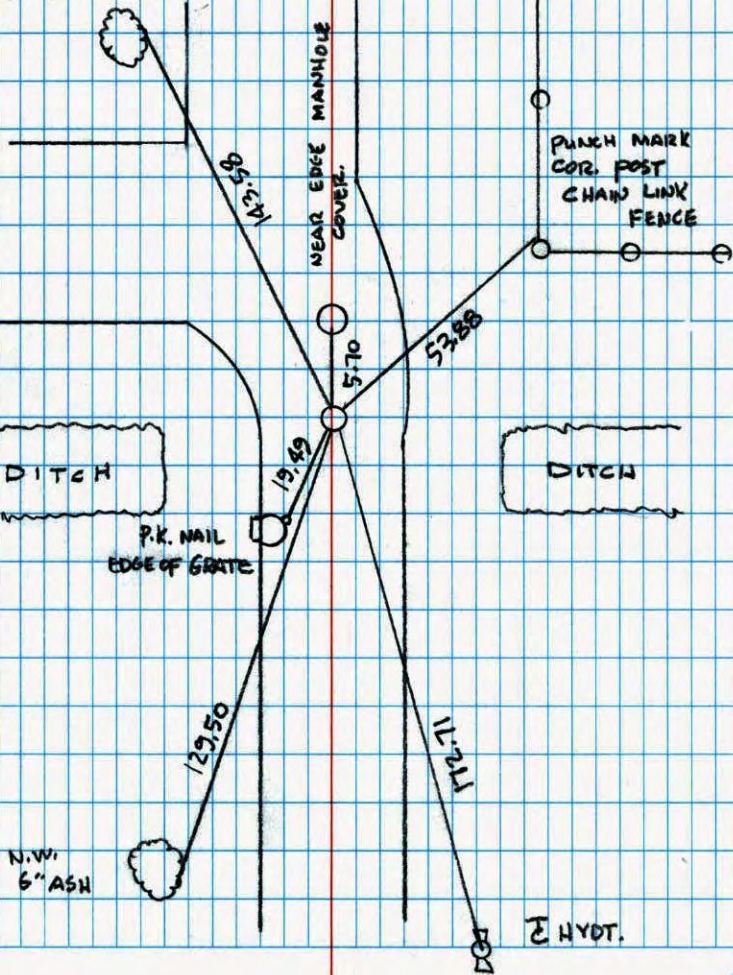 NEAR EDGE MANHOLE
COVER.
PUNCH MARK
COR. POST
CHAIN LINK
FENCE
143.58
5.70
53.88
19.49
DITCH
DITCH
P.K. NAIL
EDGE OF GRATE
129.50
172.71
N.W.
6" ASH
HYDT.